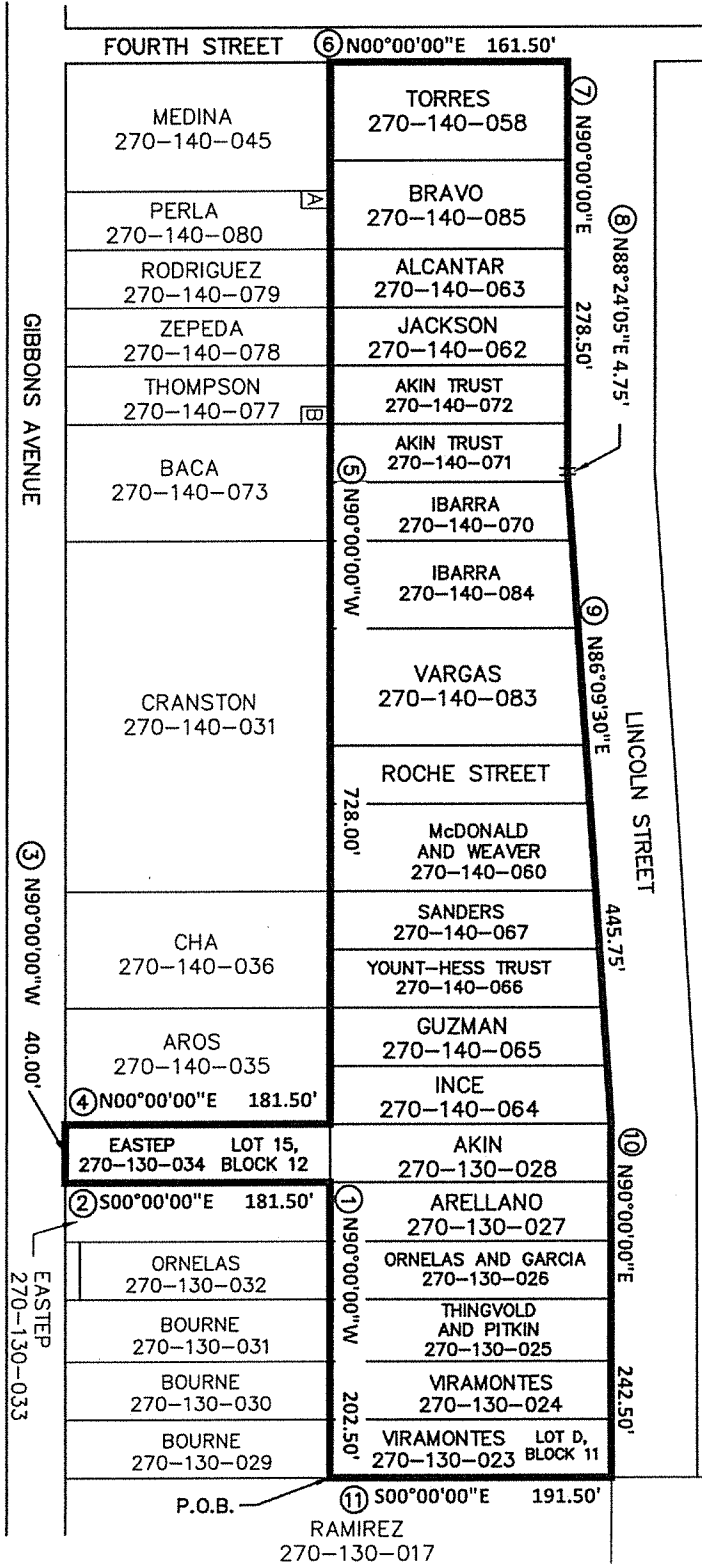 FOURTH STREET
⑥ N00°00'00"E 161.50'
MEDINA
270-140-045
PERLA
270-140-080
A
RODRIGUEZ
270-140-079
ZEPEDA
270-140-078
THOMPSON
270-140-077
B
BACA
270-140-073
CRANSTON
270-140-031
CHA
270-140-036
AROS
270-140-035
④ N00°00'00"E 181.50'
EASTEP LOT 15,
270-130-034 BLOCK 12
② S00°00'00"E 181.50'
ORNELAS
270-130-032
BOURNE
270-130-031
BOURNE
270-130-030
BOURNE
270-130-029
P.O.B.
TORRES
270-140-058
BRAVO
270-140-085
ALCANTAR
270-140-063
JACKSON
270-140-062
AKIN TRUST
270-140-072
AKIN TRUST
270-140-071
IBARRA
270-140-070
IBARRA
270-140-084
VARGAS
270-140-083
ROCHE STREET
McDONALD
AND WEAVER
270-140-060
SANDERS
270-140-067
YOUNT-HESS TRUST
270-140-066
GUZMAN
270-140-065
INCE
270-140-064
AKIN
270-130-028
ARELLANO
270-130-027
ORNELAS AND GARCIA
270-130-026
THINGVOLD
AND PITKIN
270-130-025
VIRAMONTES
270-130-024
VIRAMONTES LOT D,
270-130-023 BLOCK 11
⑪ S00°00'00"E 191.50'
RAMIREZ
270-130-017
GIBBONS AVENUE
③ N90°00'00"W 40.00'
EASTEP
270-130-033
⑤ N90°00'00"W 728.00'
① N90°00'00"W 202.50'
⑦ N90°00'00"E 278.50'
⑧ N88°24'05"E 4.75'
⑨ N86°09'30"E 445.75'
LINCOLN STREET
⑩ N90°00'00"E 242.50'